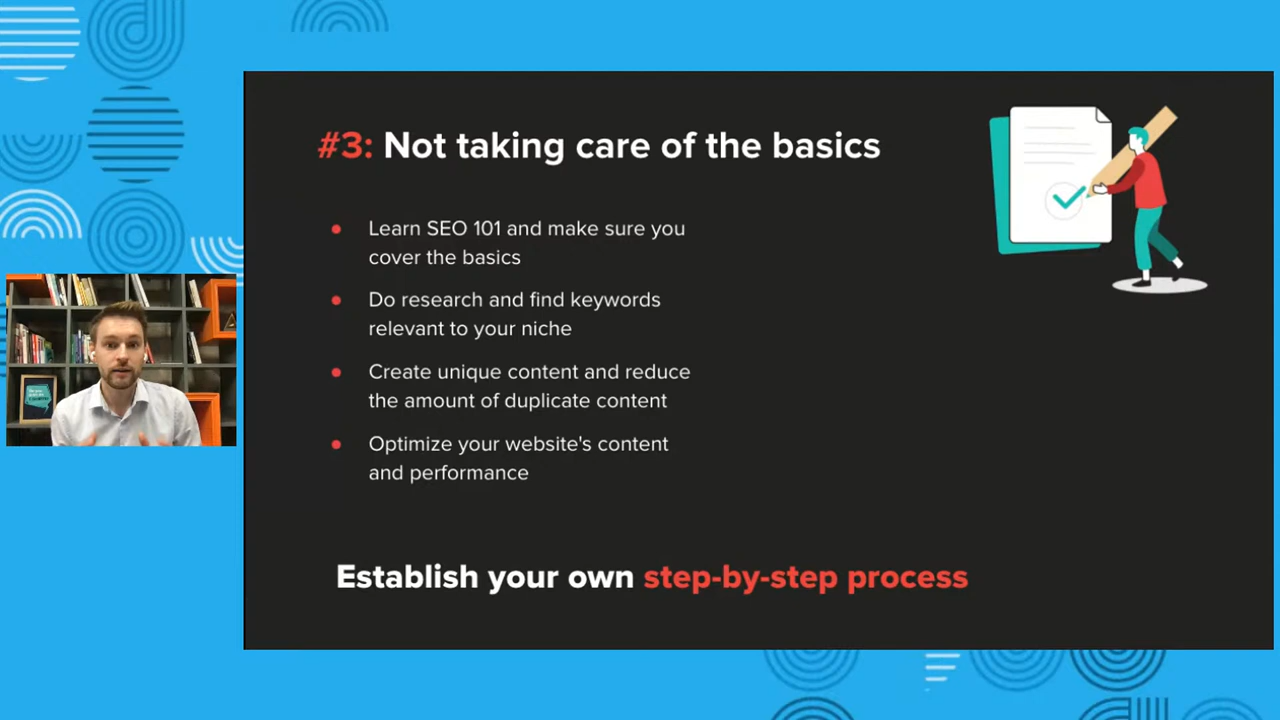 #3: Not taking care of the basics
Learn SEO 101 and make sure you
cover the basics
Do research and find keywords
relevant to your niche
Create unique content and reduce
the amount of duplicate content
Optimize your website's content
and performance
Establish your own step-by-step process